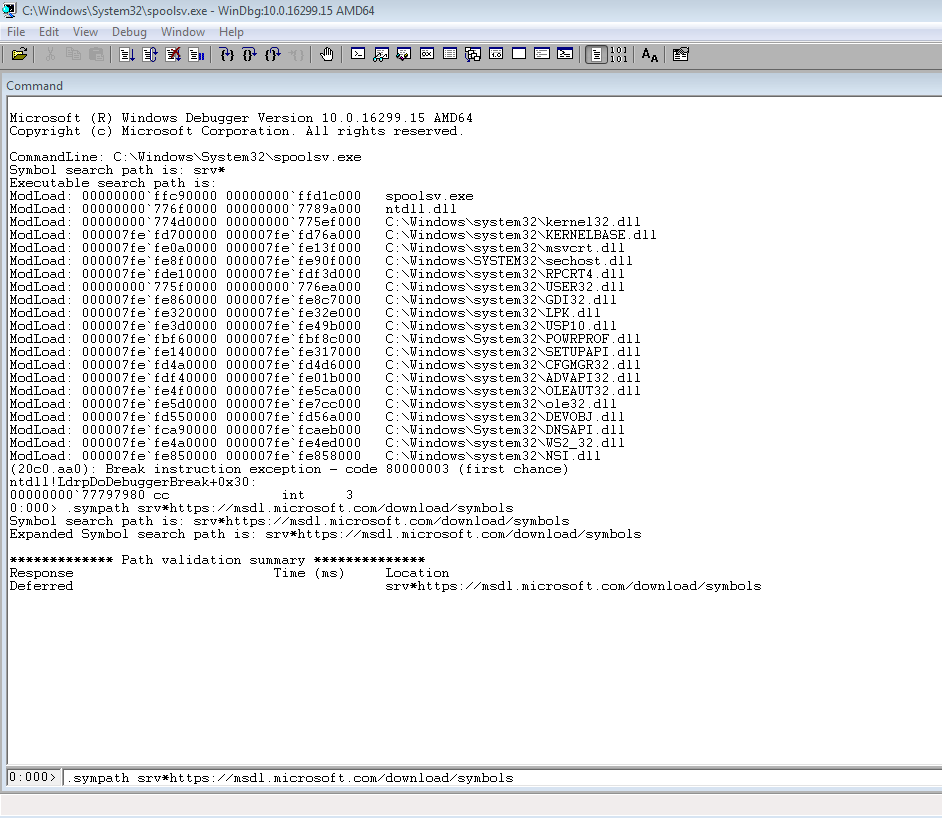 C:\Windows\System32\spoolsv.exe - WinDbg:10.0.16299.15 AMD64
File Edit View Debug Window Help
Command
Microsoft (R) Windows Debugger Version 10.0.16299.15 AMD64
Copyright (c) Microsoft Corporation. All rights reserved.
CommandLine: C:\Windows\System32\spoolsv.exe
Symbol search path is: srv*
Executable search path is:
ModLoad: 00000000`ffc90000 00000000`ffd1c000   spoolsv.exe
ModLoad: 00000000`776f0000 00000000`7789a000   ntdll.dll
ModLoad: 00000000`774d0000 00000000`775ef000   C:\Windows\system32\kernel32.dll
ModLoad: 000007fe`fd700000 000007fe`fd76a000   C:\Windows\system32\KERNELBASE.dll
ModLoad: 000007fe`fe0a0000 000007fe`fe13f000   C:\Windows\system32\msvcrt.dll
ModLoad: 000007fe`fe8f0000 000007fe`fe90f000   C:\Windows\SYSTEM32\sechost.dll
ModLoad: 000007fe`fde10000 000007fe`fdf3d000   C:\Windows\system32\RPCRT4.dll
ModLoad: 00000000`775f0000 00000000`776ea000   C:\Windows\system32\USER32.dll
ModLoad: 000007fe`fe860000 000007fe`fe8c7000   C:\Windows\system32\GDI32.dll
ModLoad: 000007fe`fe320000 000007fe`fe32e000   C:\Windows\system32\LPK.dll
ModLoad: 000007fe`fe3d0000 000007fe`fe49b000   C:\Windows\system32\USP10.dll
ModLoad: 000007fe`fbf60000 000007fe`fbf8c000   C:\Windows\System32\POWRPROF.dll
ModLoad: 000007fe`fe140000 000007fe`fe317000   C:\Windows\system32\SETUPAPI.dll
ModLoad: 000007fe`fd4a0000 000007fe`fd4d6000   C:\Windows\system32\CFGMGR32.dll
ModLoad: 000007fe`fdf40000 000007fe`fe01b000   C:\Windows\system32\ADVAPI32.dll
ModLoad: 000007fe`fe4f0000 000007fe`fe5ca000   C:\Windows\system32\OLEAUT32.dll
ModLoad: 000007fe`fe5d0000 000007fe`fe7cc000   C:\Windows\system32\ole32.dll
ModLoad: 000007fe`fd550000 000007fe`fd56a000   C:\Windows\system32\DEVOBJ.dll
ModLoad: 000007fe`fca90000 000007fe`fcaeb000   C:\Windows\System32\DNSAPI.dll
ModLoad: 000007fe`fe4a0000 000007fe`fe4ed000   C:\Windows\system32\WS2_32.dll
ModLoad: 000007fe`fe850000 000007fe`fe858000   C:\Windows\system32\NSI.dll
(20c0.aa0): Break instruction exception - code 80000003 (first chance)
ntdll!LdrpDoDebuggerBreak+0x30:
00000000`77797980 cc              int     3
0:000> .sympath srv*https://msdl.microsoft.com/download/symbols
Symbol search path is: srv*https://msdl.microsoft.com/download/symbols
Expanded Symbol search path is: srv*https://msdl.microsoft.com/download/symbols
************* Path validation summary **************
Response                         Time (ms)     Location
Deferred                                       srv*https://msdl.microsoft.com/download/symbols
0:000> .sympath srv*https://msdl.microsoft.com/download/symbols